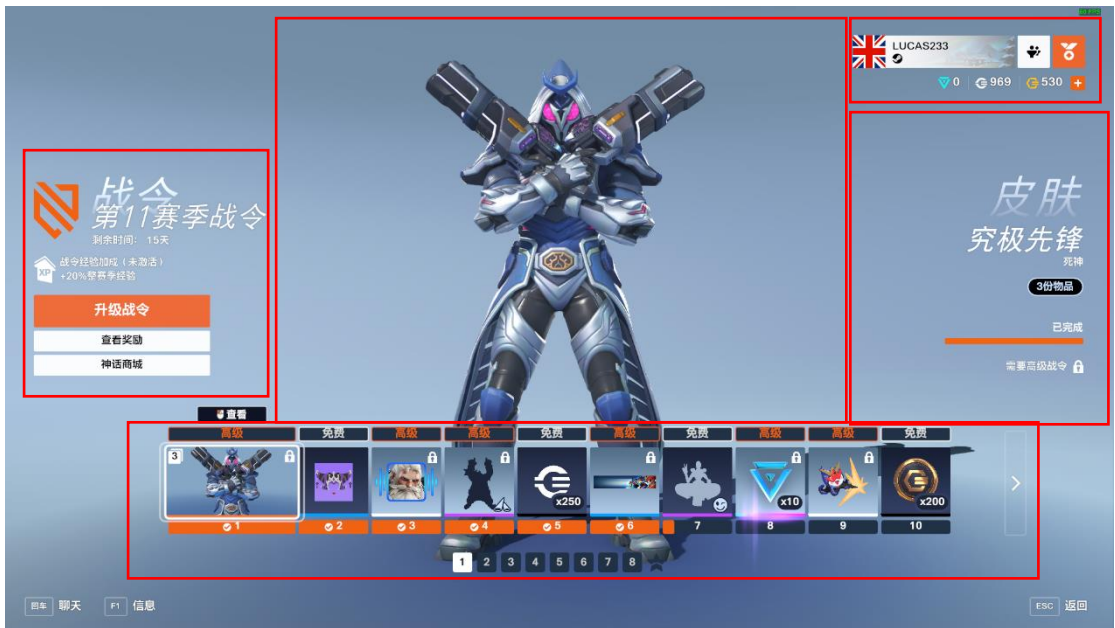 LUCAS233
0 969 530
战令
第11赛季战令
剩余时间: 15天
XP
战令经验加成（未激活）
+20%整赛季经验
升级战令
查看奖励
神话商城
皮肤
究极先锋
死神
3份物品
已完成
需要高级战令
查看
高级 免费 高级 高级 免费 高级 免费 高级 高级 免费
3
x250 x10 x200
1 2 3 4 5 6 7 8 9 10
1 2 3 4 5 6 7 8
回车 聊天 F1 信息
ESC 返回